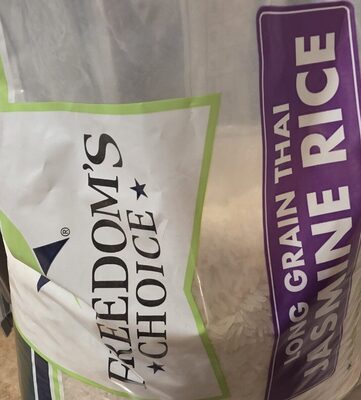 FREEDOM'S
CHOICE
®
LONG GRAIN THAI
JASMINE RICE